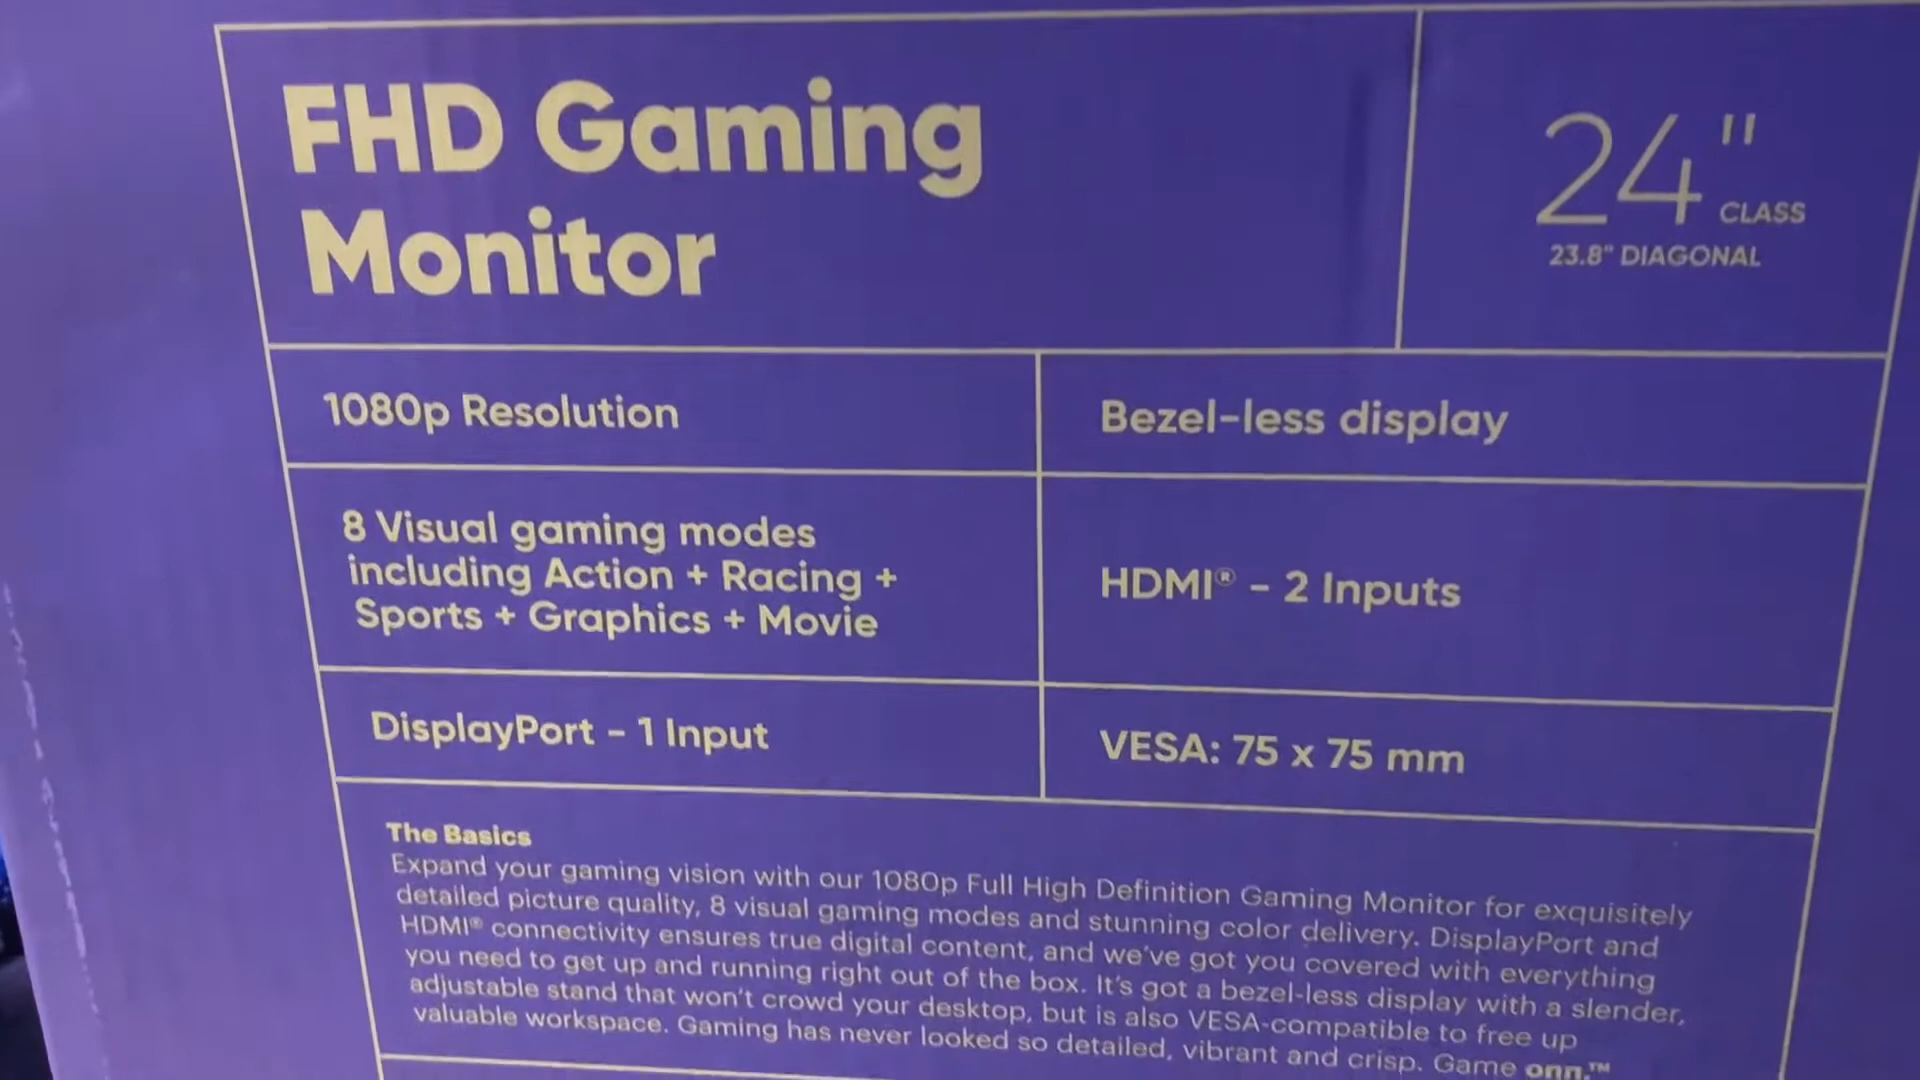 FHD Gaming
Monitor
24"
CLASS
23.8" DIAGONAL
1080p Resolution
Bezel-less display
8 Visual gaming modes
including Action + Racing +
Sports + Graphics + Movie
HDMI® - 2 Inputs
DisplayPort - 1 Input
VESA: 75 x 75 mm
The Basics
Expand your gaming vision with our 1080p Full High Definition Gaming Monitor for exquisitely
detailed picture quality, 8 visual gaming modes and stunning color delivery. DisplayPort and
HDMI® connectivity ensures true digital content, and we've got you covered with everything
you need to get up and running right out of the box. It's got a bezel-less display with a slender,
adjustable stand that won't crowd your desktop, but is also VESA-compatible to free up
valuable workspace. Gaming has never looked so detailed, vibrant and crisp. Game onn.™